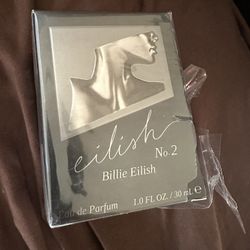 eilish
No. 2
Billie Eilish
Eau de Parfum 1.0 FL. OZ. / 30 mL ℮